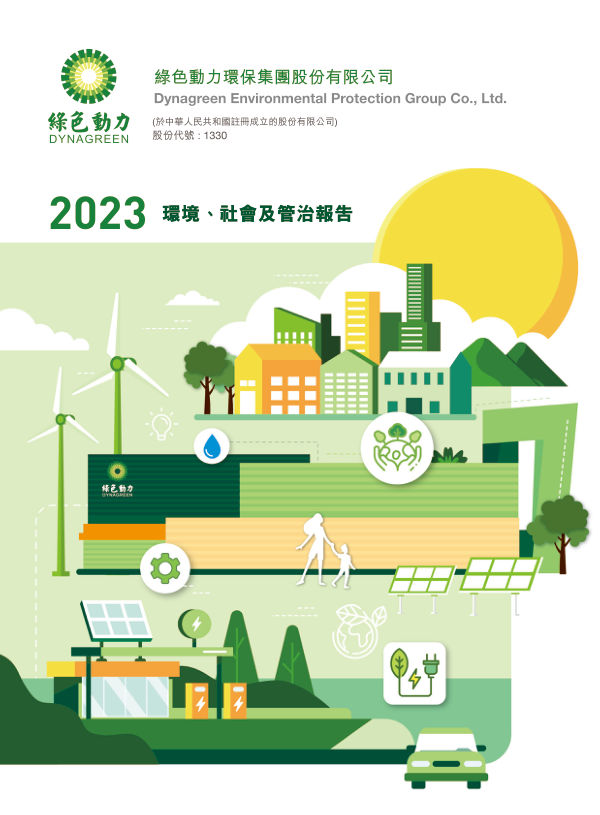 綠色動力環保集團股份有限公司
Dynagreen Environmental Protection Group Co., Ltd.
綠色動力
DYNAGREEN
(於中華人民共和國註冊成立的股份有限公司)
股份代號 : 1330
2023 環境、社會及管治報告
綠色動力
DYNAGREEN